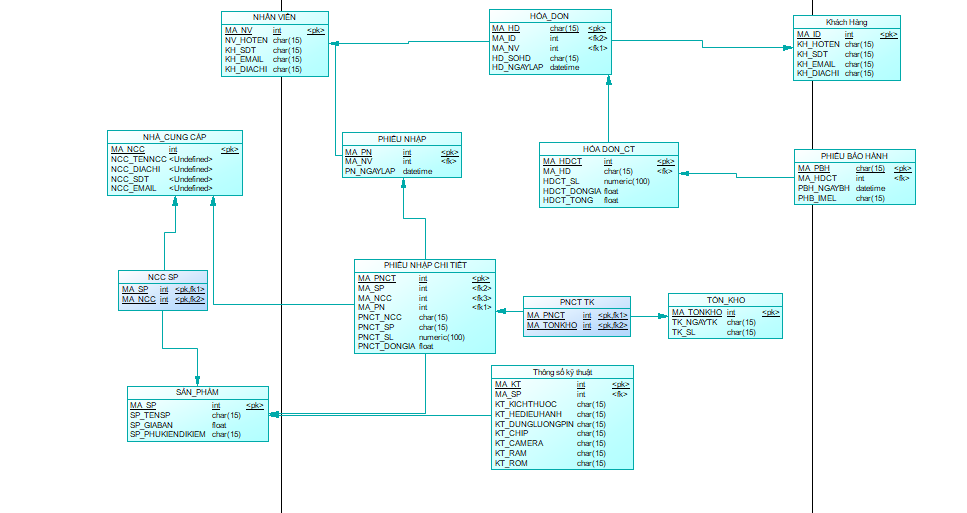 NHÂN VIÊN
MA_NV int <pk>
NV_HOTEN char(15)
KH_SDT char(15)
KH_EMAIL char(15)
KH_DIACHI char(15)
HÓA_DON
MA_HD char(15) <pk>
MA_ID int <fk2>
MA_NV int <fk1>
HD_SOHD char(15)
HD_NGAYLAP datetime
Khách Hàng
MA_ID int <pk>
KH_HOTEN char(15)
KH_SDT char(15)
KH_EMAIL char(15)
KH_DIACHI char(15)
NHÀ_CUNG CÁP
MA_NCC int <pk>
NCC_TENNCC <Undefined>
NCC_DIACHI <Undefined>
NCC_SDT <Undefined>
NCC_EMAIL <Undefined>
PHIẾU NHẬP
MA_PN int <pk>
MA_NV int <fk>
PN_NGAYLAP datetime
HÓA DON_CT
MA_HDCT int <pk>
MA_HD char(15) <fk>
HDCT_SL numeric(100)
HDCT_DONGIA float
HDCT_TONG float
PHIẾU BẢO HÀNH
MA_PBH char(15) <pk>
MA_HDCT int <fk>
PBH_NGAYBH datetime
PHB_IMEL char(15)
NCC SP
MA_SP int <pk,fk1>
MA_NCC int <pk,fk2>
PHIẾU NHẬP CHI TIẾT
MA_PNCT int <pk>
MA_SP int <fk2>
MA_NCC int <fk3>
MA_PN int <fk1>
PNCT_NCC char(15)
PNCT_SP char(15)
PNCT_SL numeric(100)
PNCT_DONGIA float
PNCT TK
MA_PNCT int <pk,fk1>
MA_TONKHO int <pk,fk2>
TỒN_KHO
MA_TONKHO int <pk>
TK_NGAYTK char(15)
TK_SL char(15)
SẢN_PHẨM
MA_SP int <pk>
SP_TENSP char(15)
SP_GIABAN float
SP_PHUKIENDIKIEM char(15)
Thông số kỹ thuật
MA_KT int <pk>
MA_SP int <fk>
KT_KICHTHUOC char(15)
KT_HEDIEUHANH char(15)
KT_DUNGLUONGPIN char(15)
KT_CHIP char(15)
KT_CAMERA char(15)
KT_RAM char(15)
KT_ROM char(15)